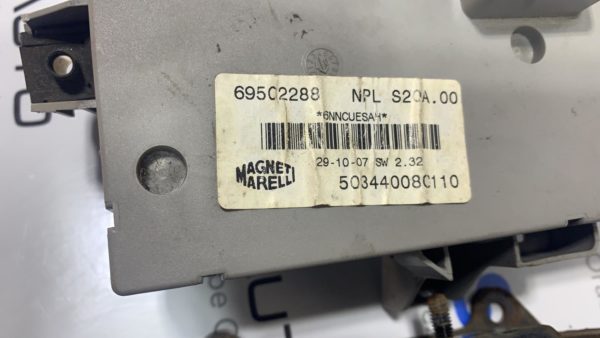 69502288 NPL S20A.00
*6NNCUESAH*
29-10-07 SW 2.32
MAGNETI
MARELLI
50344008C110